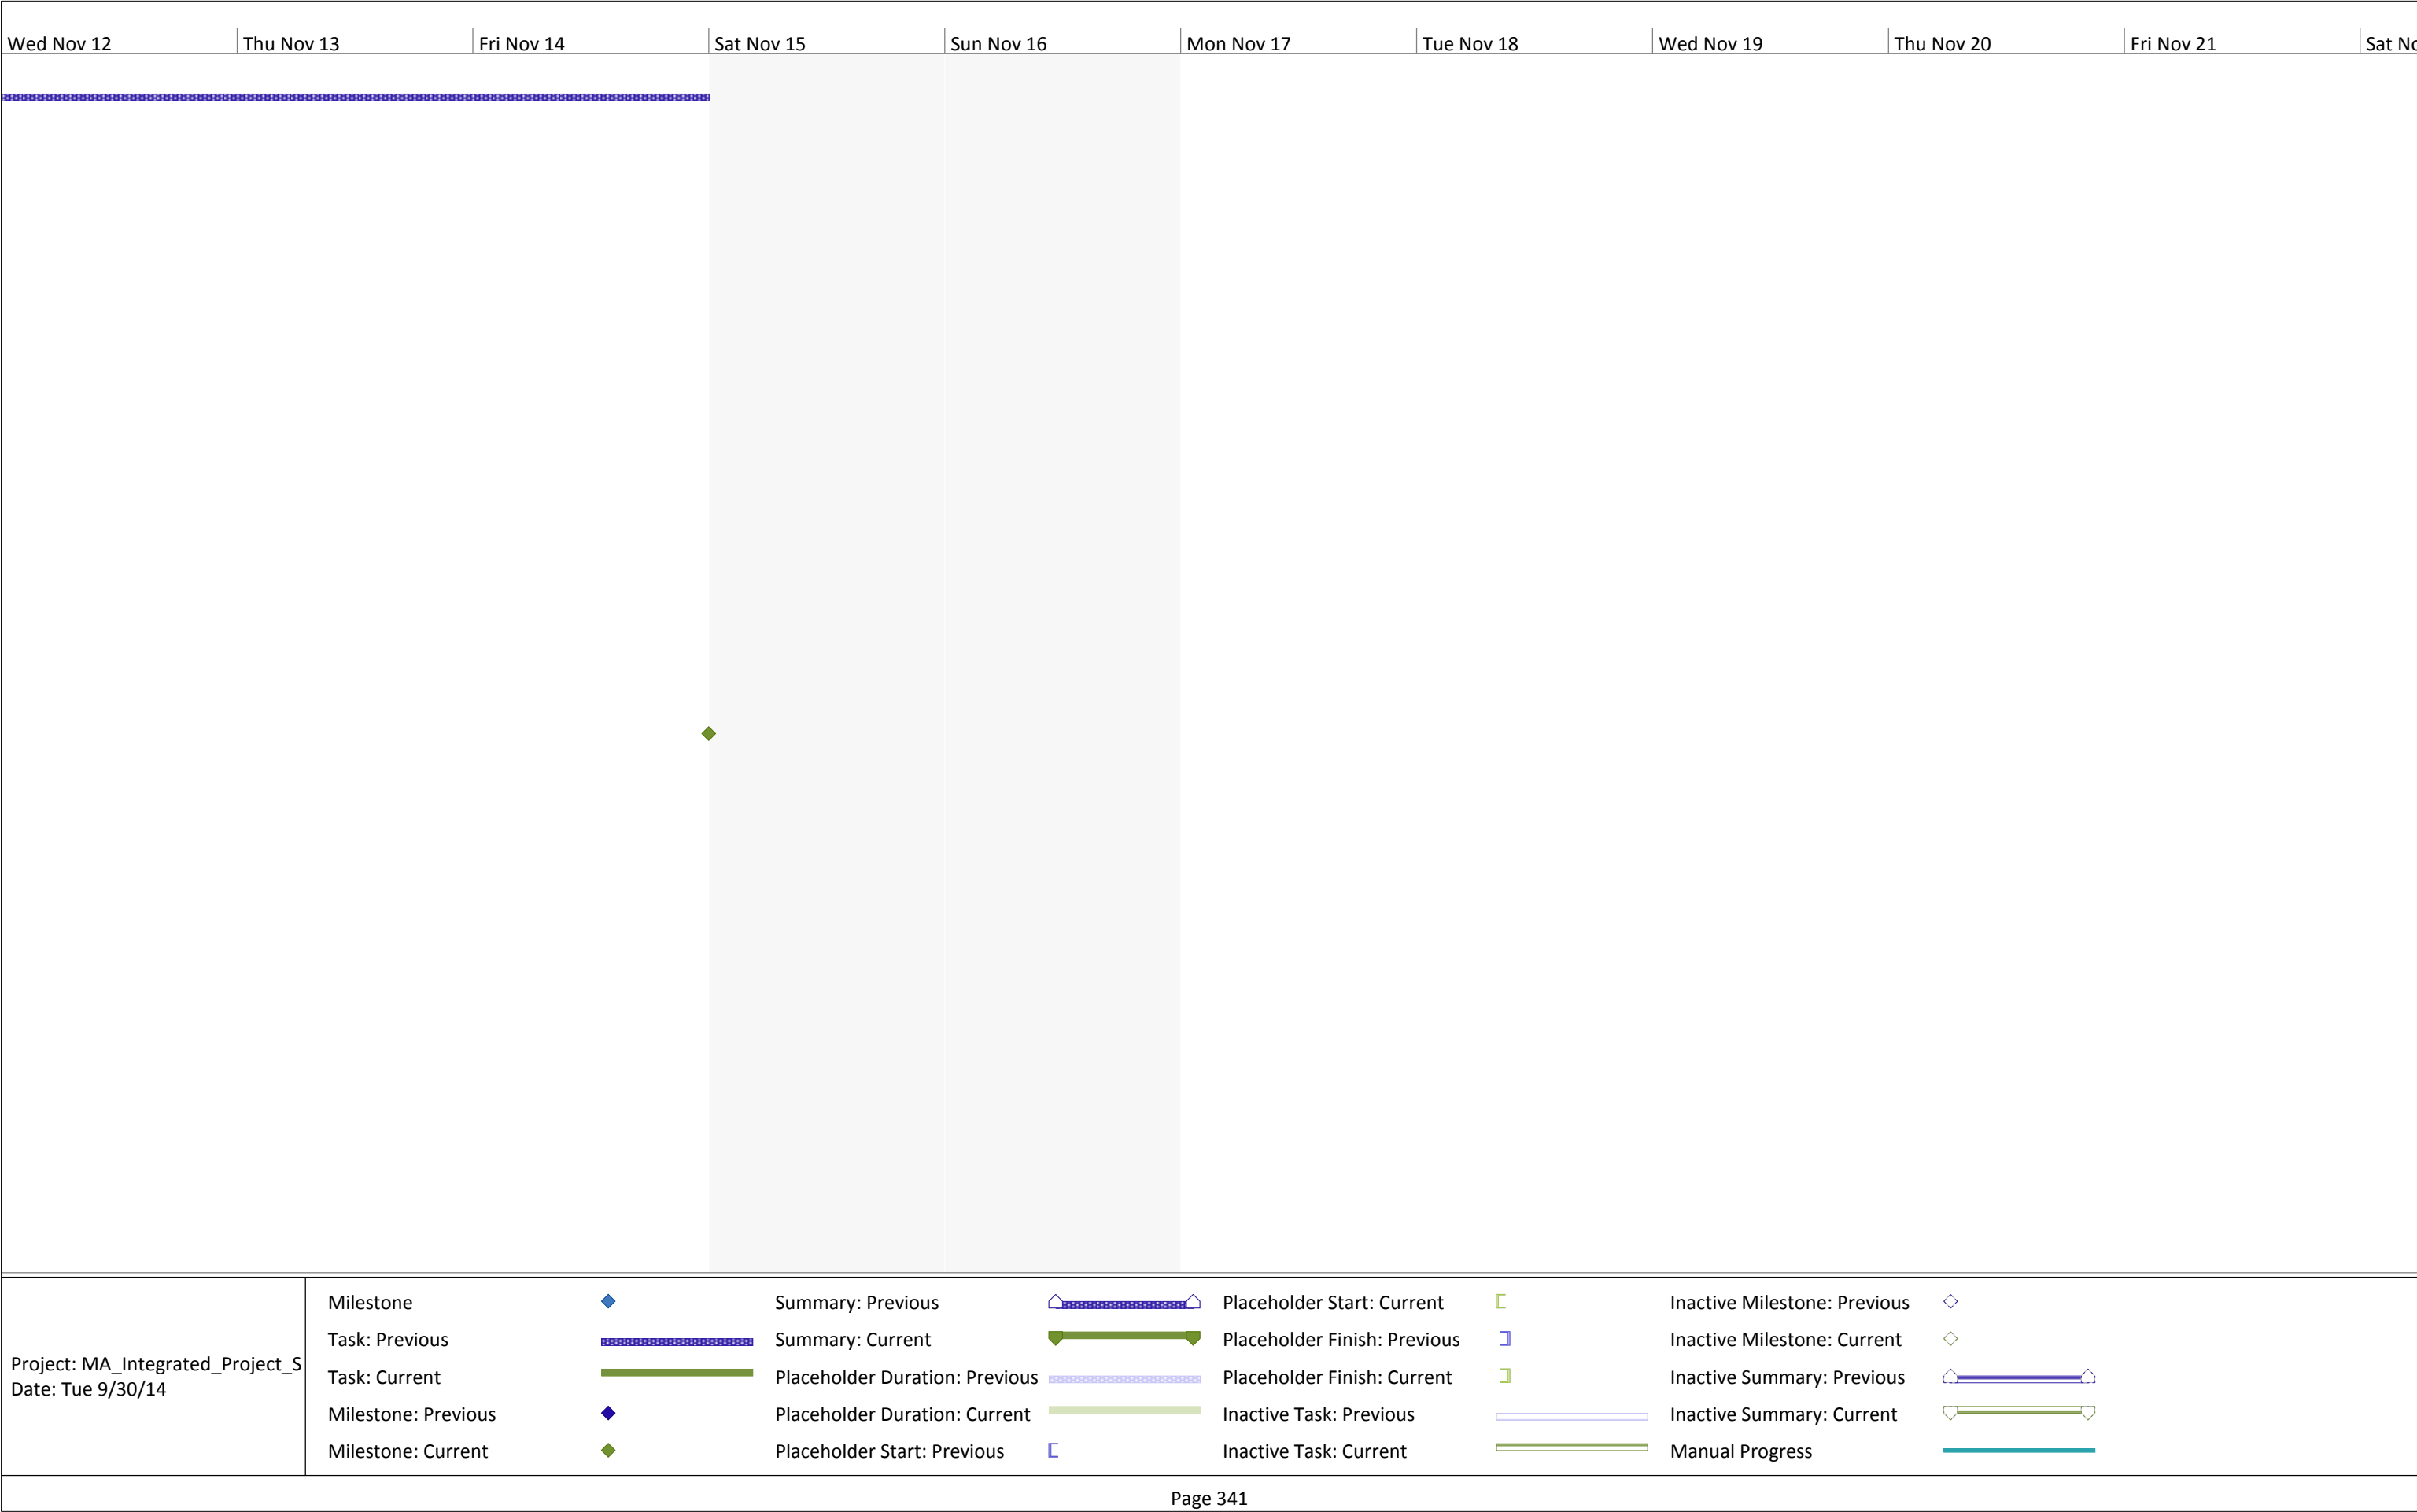 Wed Nov 12 Thu Nov 13 Fri Nov 14 Sat Nov 15 Sun Nov 16 Mon Nov 17 Tue Nov 18 Wed Nov 19 Thu Nov 20 Fri Nov 21 Sat No
Project: MA_Integrated_Project_S
Date: Tue 9/30/14
Milestone
Task: Previous
Task: Current
Milestone: Previous
Milestone: Current
Summary: Previous
Summary: Current
Placeholder Duration: Previous
Placeholder Duration: Current
Placeholder Start: Previous
Placeholder Start: Current
Placeholder Finish: Previous
Placeholder Finish: Current
Inactive Task: Previous
Inactive Task: Current
Inactive Milestone: Previous
Inactive Milestone: Current
Inactive Summary: Previous
Inactive Summary: Current
Manual Progress
Page 341